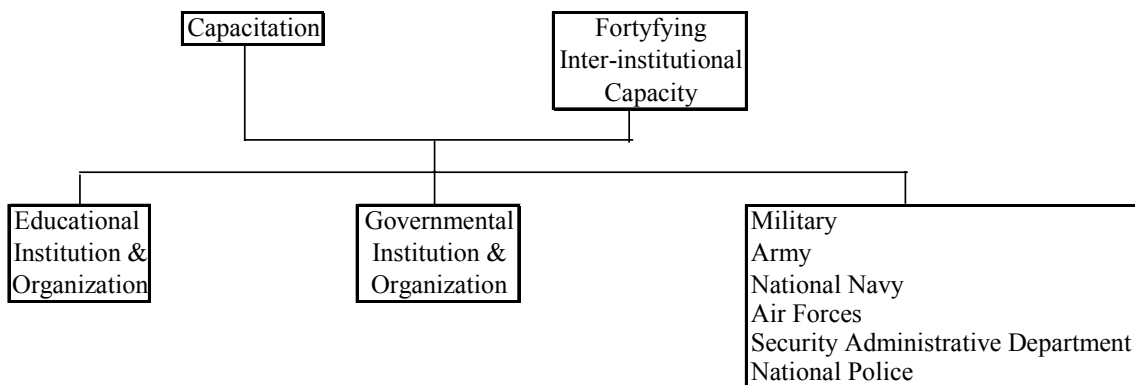 Capacitation
Fortyfying
Inter-institutional
Capacity
Educational
Institution &
Organization
Governmental
Institution &
Organization
Military
Army
National Navy
Air Forces
Security Administrative Department
National Police